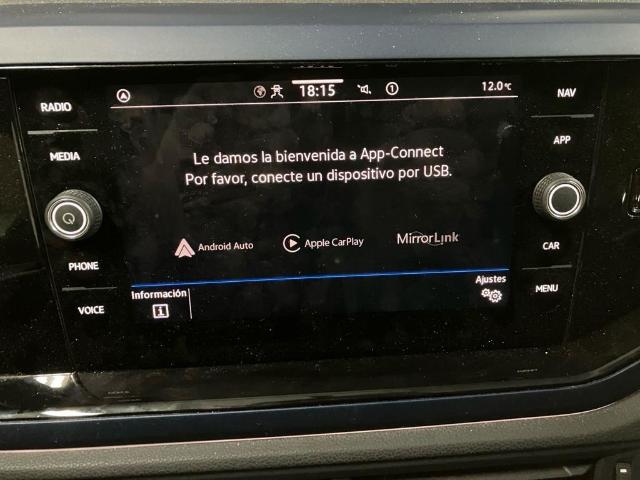 RADIO
MEDIA
PHONE
VOICE
18:15
1
12.0°C
Le damos la bienvenida a App-Connect
Por favor, conecte un dispositivo por USB.
Android Auto
Apple CarPlay
MirrorLink
Información
i
Ajustes
NAV
APP
CAR
MENU